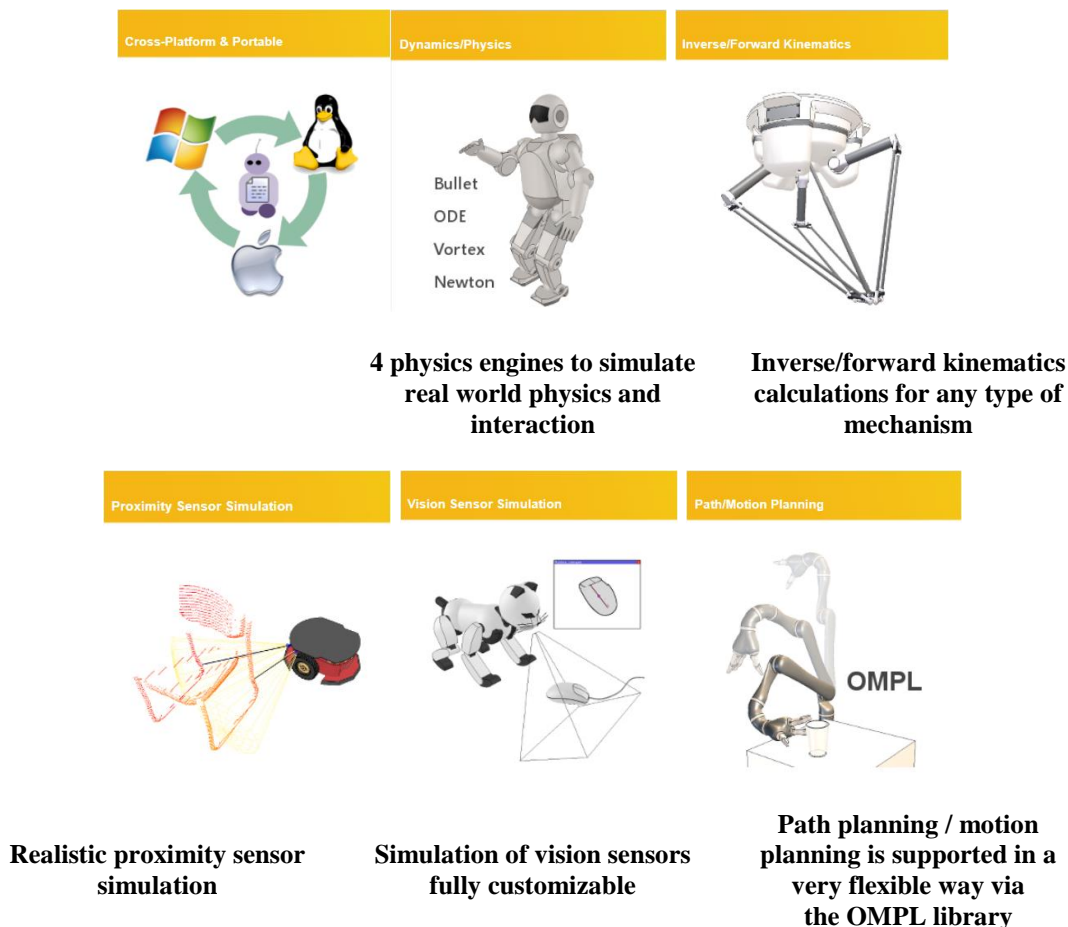 Cross-Platform & Portable
Dynamics/Physics
Inverse/Forward Kinematics
Bullet
ODE
Vortex
Newton
4 physics engines to simulate
real world physics and
interaction
Inverse/forward kinematics
calculations for any type of
mechanism
Proximity Sensor Simulation
Vision Sensor Simulation
Path/Motion Planning
OMPL
Realistic proximity sensor
simulation
Simulation of vision sensors
fully customizable
Path planning / motion
planning is supported in a
very flexible way via
the OMPL library